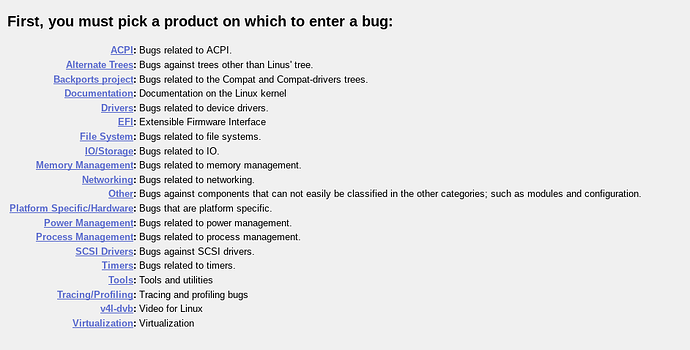 First, you must pick a product on which to enter a bug:
ACPI: Bugs related to ACPI.
Alternate Trees: Bugs against trees other than Linus' tree.
Backports project: Bugs related to the Compat and Compat-drivers trees.
Documentation: Documentation on the Linux kernel
Drivers: Bugs related to device drivers.
EFI: Extensible Firmware Interface
File System: Bugs related to file systems.
IO/Storage: Bugs related to IO.
Memory Management: Bugs related to memory management.
Networking: Bugs related to networking.
Other: Bugs against components that can not easily be classified in the other categories; such as modules and configuration.
Platform Specific/Hardware: Bugs that are platform specific.
Power Management: Bugs related to power management.
Process Management: Bugs related to process management.
SCSI Drivers: Bugs against SCSI drivers.
Timers: Bugs related to timers.
Tools: Tools and utilities
Tracing/Profiling: Tracing and profiling bugs
v4l-dvb: Video for Linux
Virtualization: Virtualization